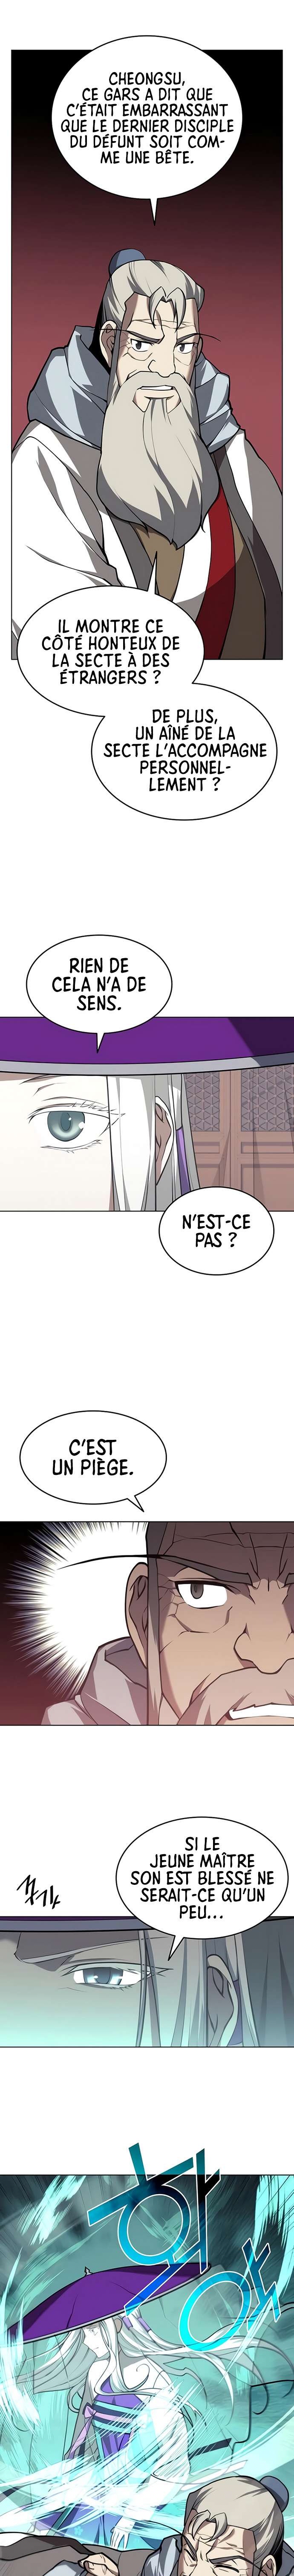 CHEONGSU,
CE GARS A DIT QUE
C'ÉTAIT EMBARRASSANT
QUE LE DERNIER DISCIPLE
DU DÉFUNT SOIT COM-
ME UNE BÊTE.
IL MONTRE CE
CÔTÉ HONTEUX DE
LA SECTE À DES
ÉTRANGERS ?
DE PLUS,
UN AÎNÉ DE LA
SECTE L'ACCOMPAGNE
PERSONNEL-
LEMENT ?
RIEN DE
CELA N'A DE
SENS.
N'EST-CE
PAS ?
C'EST
UN PIÈGE.
SI LE
JEUNE MAÎTRE
SON EST BLESSÉ NE
SERAIT-CE QU'UN
PEU...